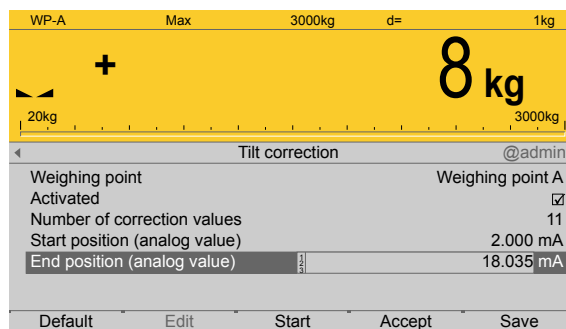 WP-A Max 3000kg d= 1kg
+ 8 kg
20kg 3000kg
Tilt correction @admin
Weighing point Weighing point A
Activated ☑
Number of correction values 11
Start position (analog value) 2.000 mA
End position (analog value) 123 18.035 mA
Default Edit Start Accept Save